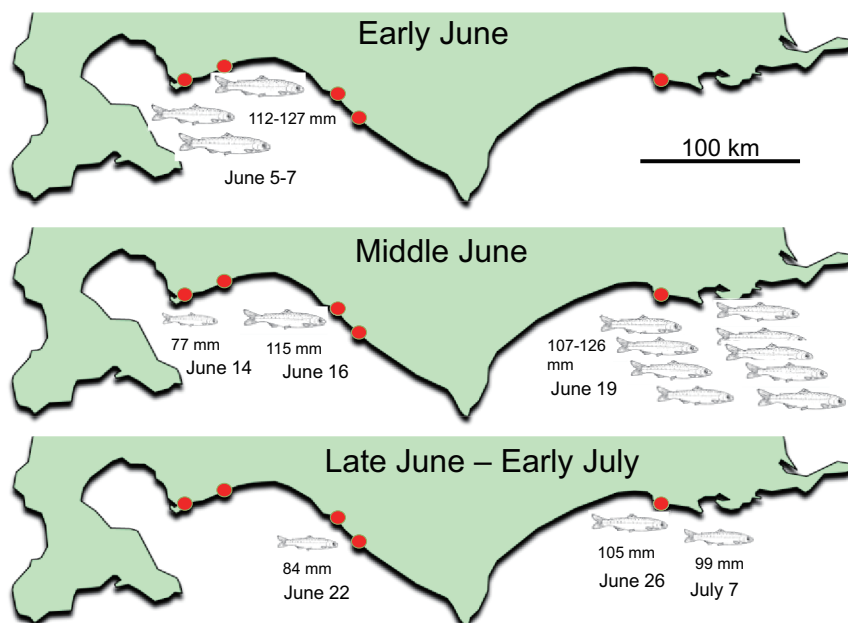 Early June
112-127 mm
June 5-7
100 km
Middle June
77 mm
June 14
115 mm
June 16
107-126
mm
June 19
Late June – Early July
84 mm
June 22
105 mm
June 26
99 mm
July 7